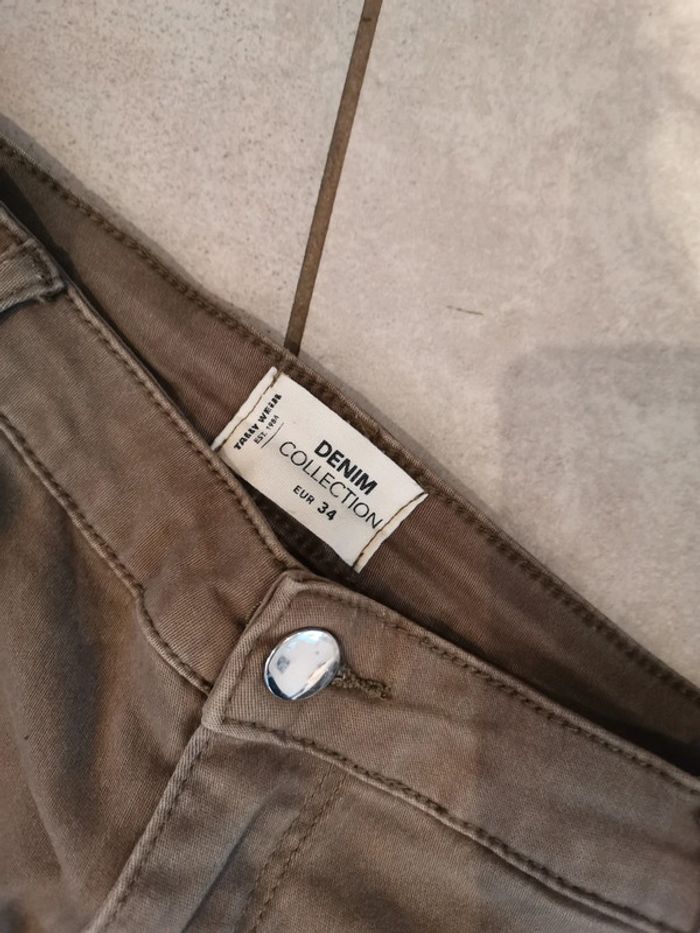 TALLY WEiJL
EST. 1984
DENIM
COLLECTION
EUR 34